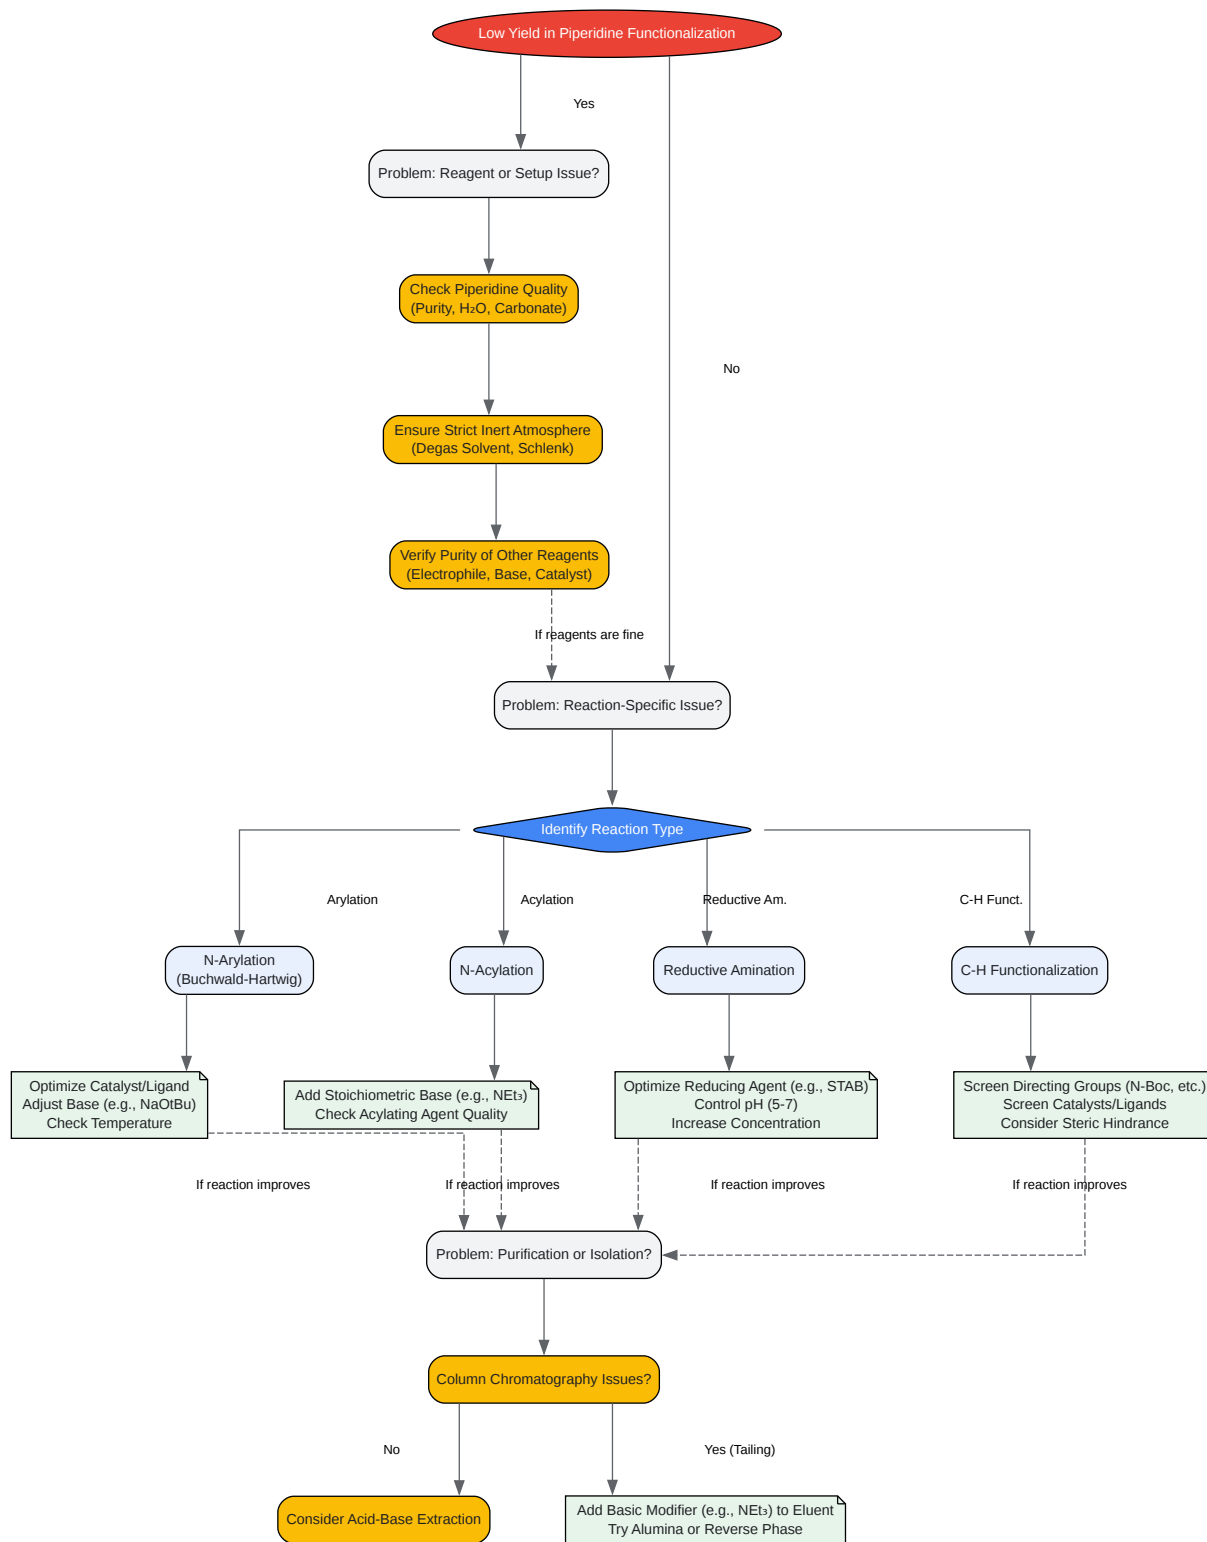 Low Yield in Piperidine Functionalization
Yes
Problem: Reagent or Setup Issue?
Check Piperidine Quality
(Purity, H₂O, Carbonate)
No
Ensure Strict Inert Atmosphere
(Degas Solvent, Schlenk)
Verify Purity of Other Reagents
(Electrophile, Base, Catalyst)
If reagents are fine
Problem: Reaction-Specific Issue?
Identify Reaction Type
Arylation
Acylation
Reductive Am.
C-H Funct.
N-Arylation
(Buchwald-Hartwig)
N-Acylation
Reductive Amination
C-H Functionalization
Optimize Catalyst/Ligand
Adjust Base (e.g., NaOtBu)
Check Temperature
Add Stoichiometric Base (e.g., NEt₃)
Check Acylating Agent Quality
Optimize Reducing Agent (e.g., STAB)
Control pH (5-7)
Increase Concentration
Screen Directing Groups (N-Boc, etc.)
Screen Catalysts/Ligands
Consider Steric Hindrance
If reaction improves
If reaction improves
If reaction improves
If reaction improves
Problem: Purification or Isolation?
Column Chromatography Issues?
No
Yes (Tailing)
Consider Acid-Base Extraction
Add Basic Modifier (e.g., NEt₃) to Eluent
Try Alumina or Reverse Phase